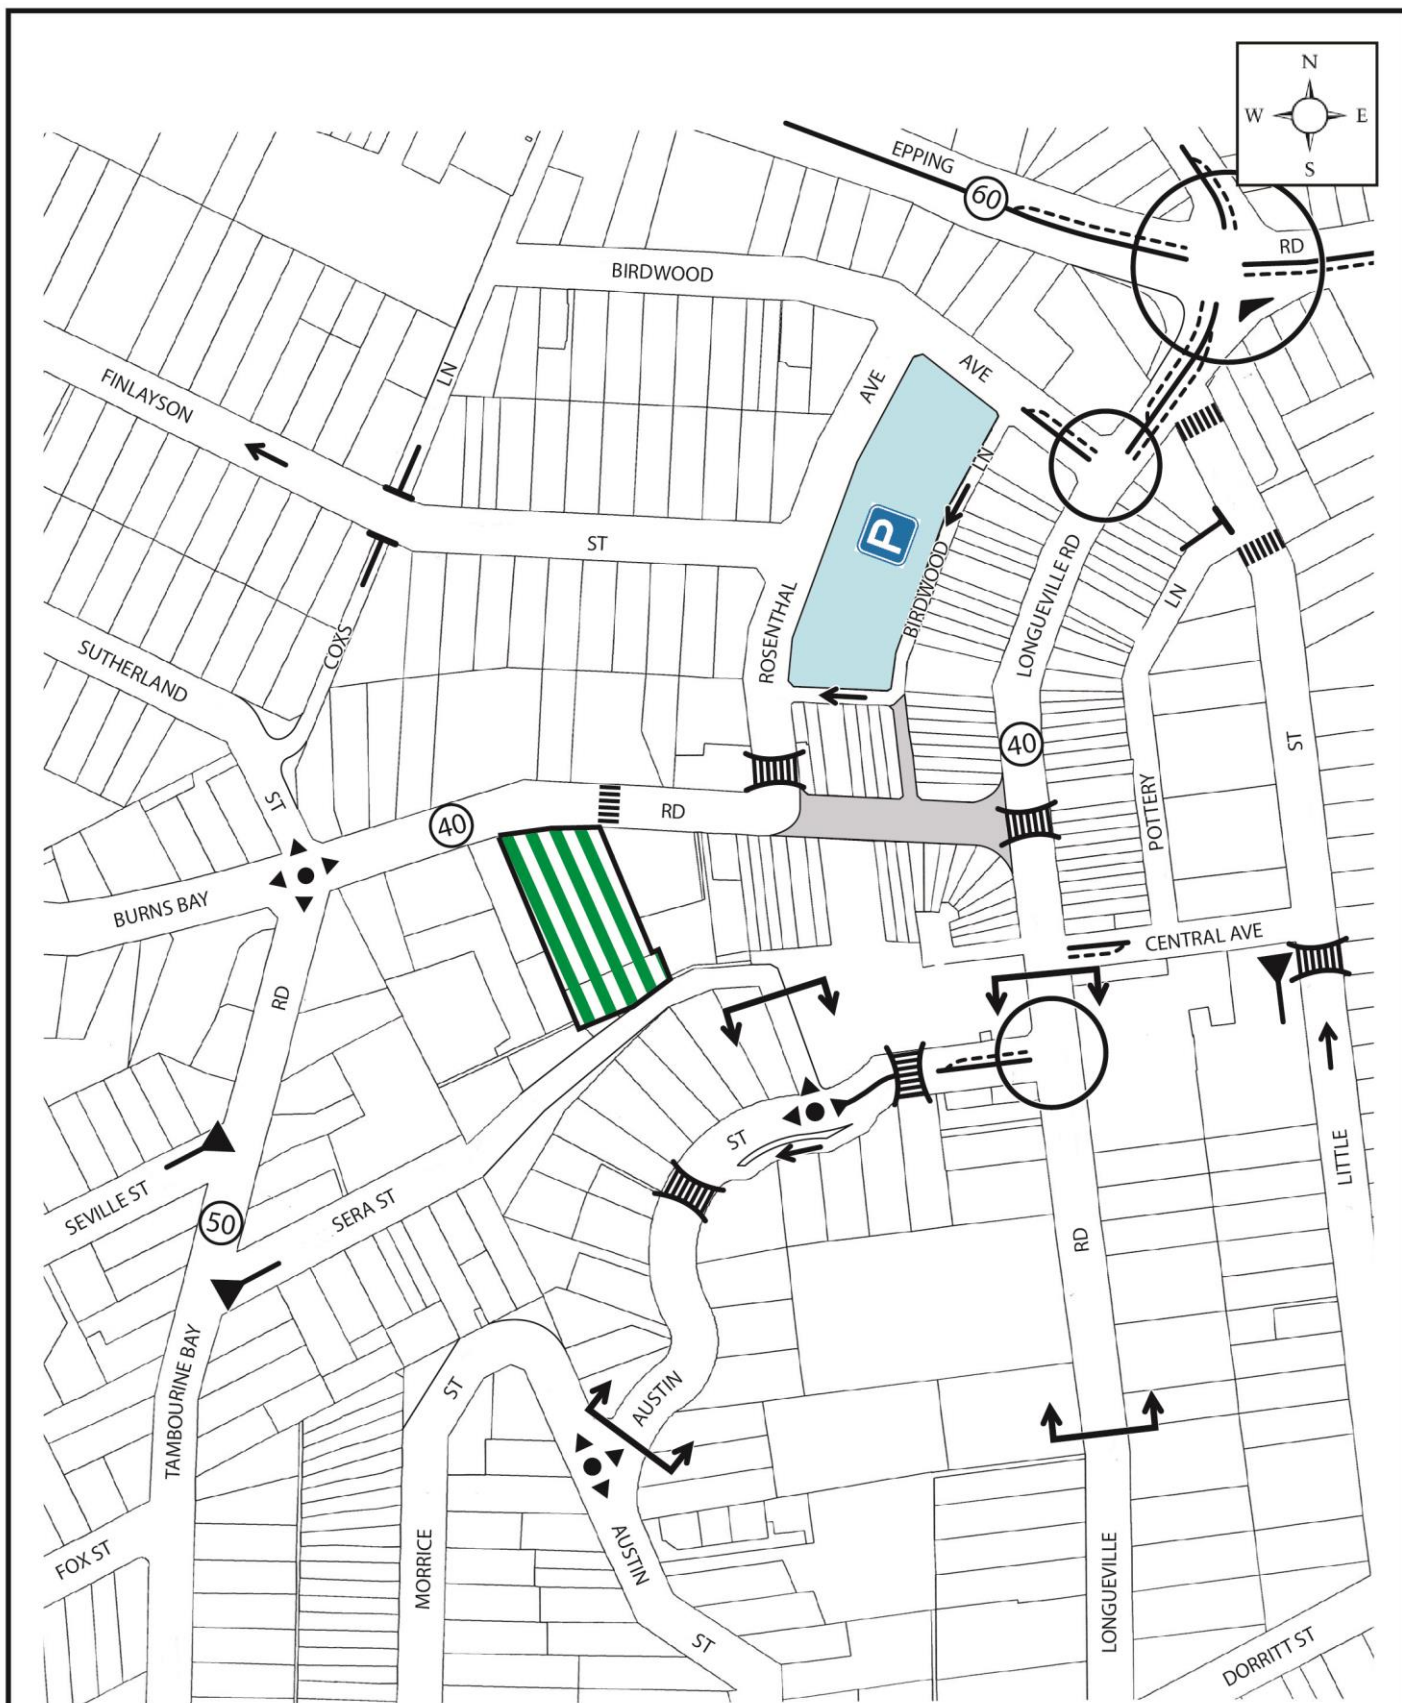 N
W E
S
EPPING
60
RD
BIRDWOOD
AVE
AVE
FINLAYSON
LN
LN
ST
P
BIRDWOOD
LONGUEVILLE RD
ROSENTHAL
COXS
SUTHERLAND
LN
ST
ST
40
40
RD
POTTERY
BURNS BAY
CENTRAL AVE
RD
ST
LITTLE
SEVILLE ST
SERA ST
50
RD
TAMBOURINE BAY
ST
AUSTIN
FOX ST
MORRICE
AUSTIN
LONGUEVILLE
ST
DORRITT ST